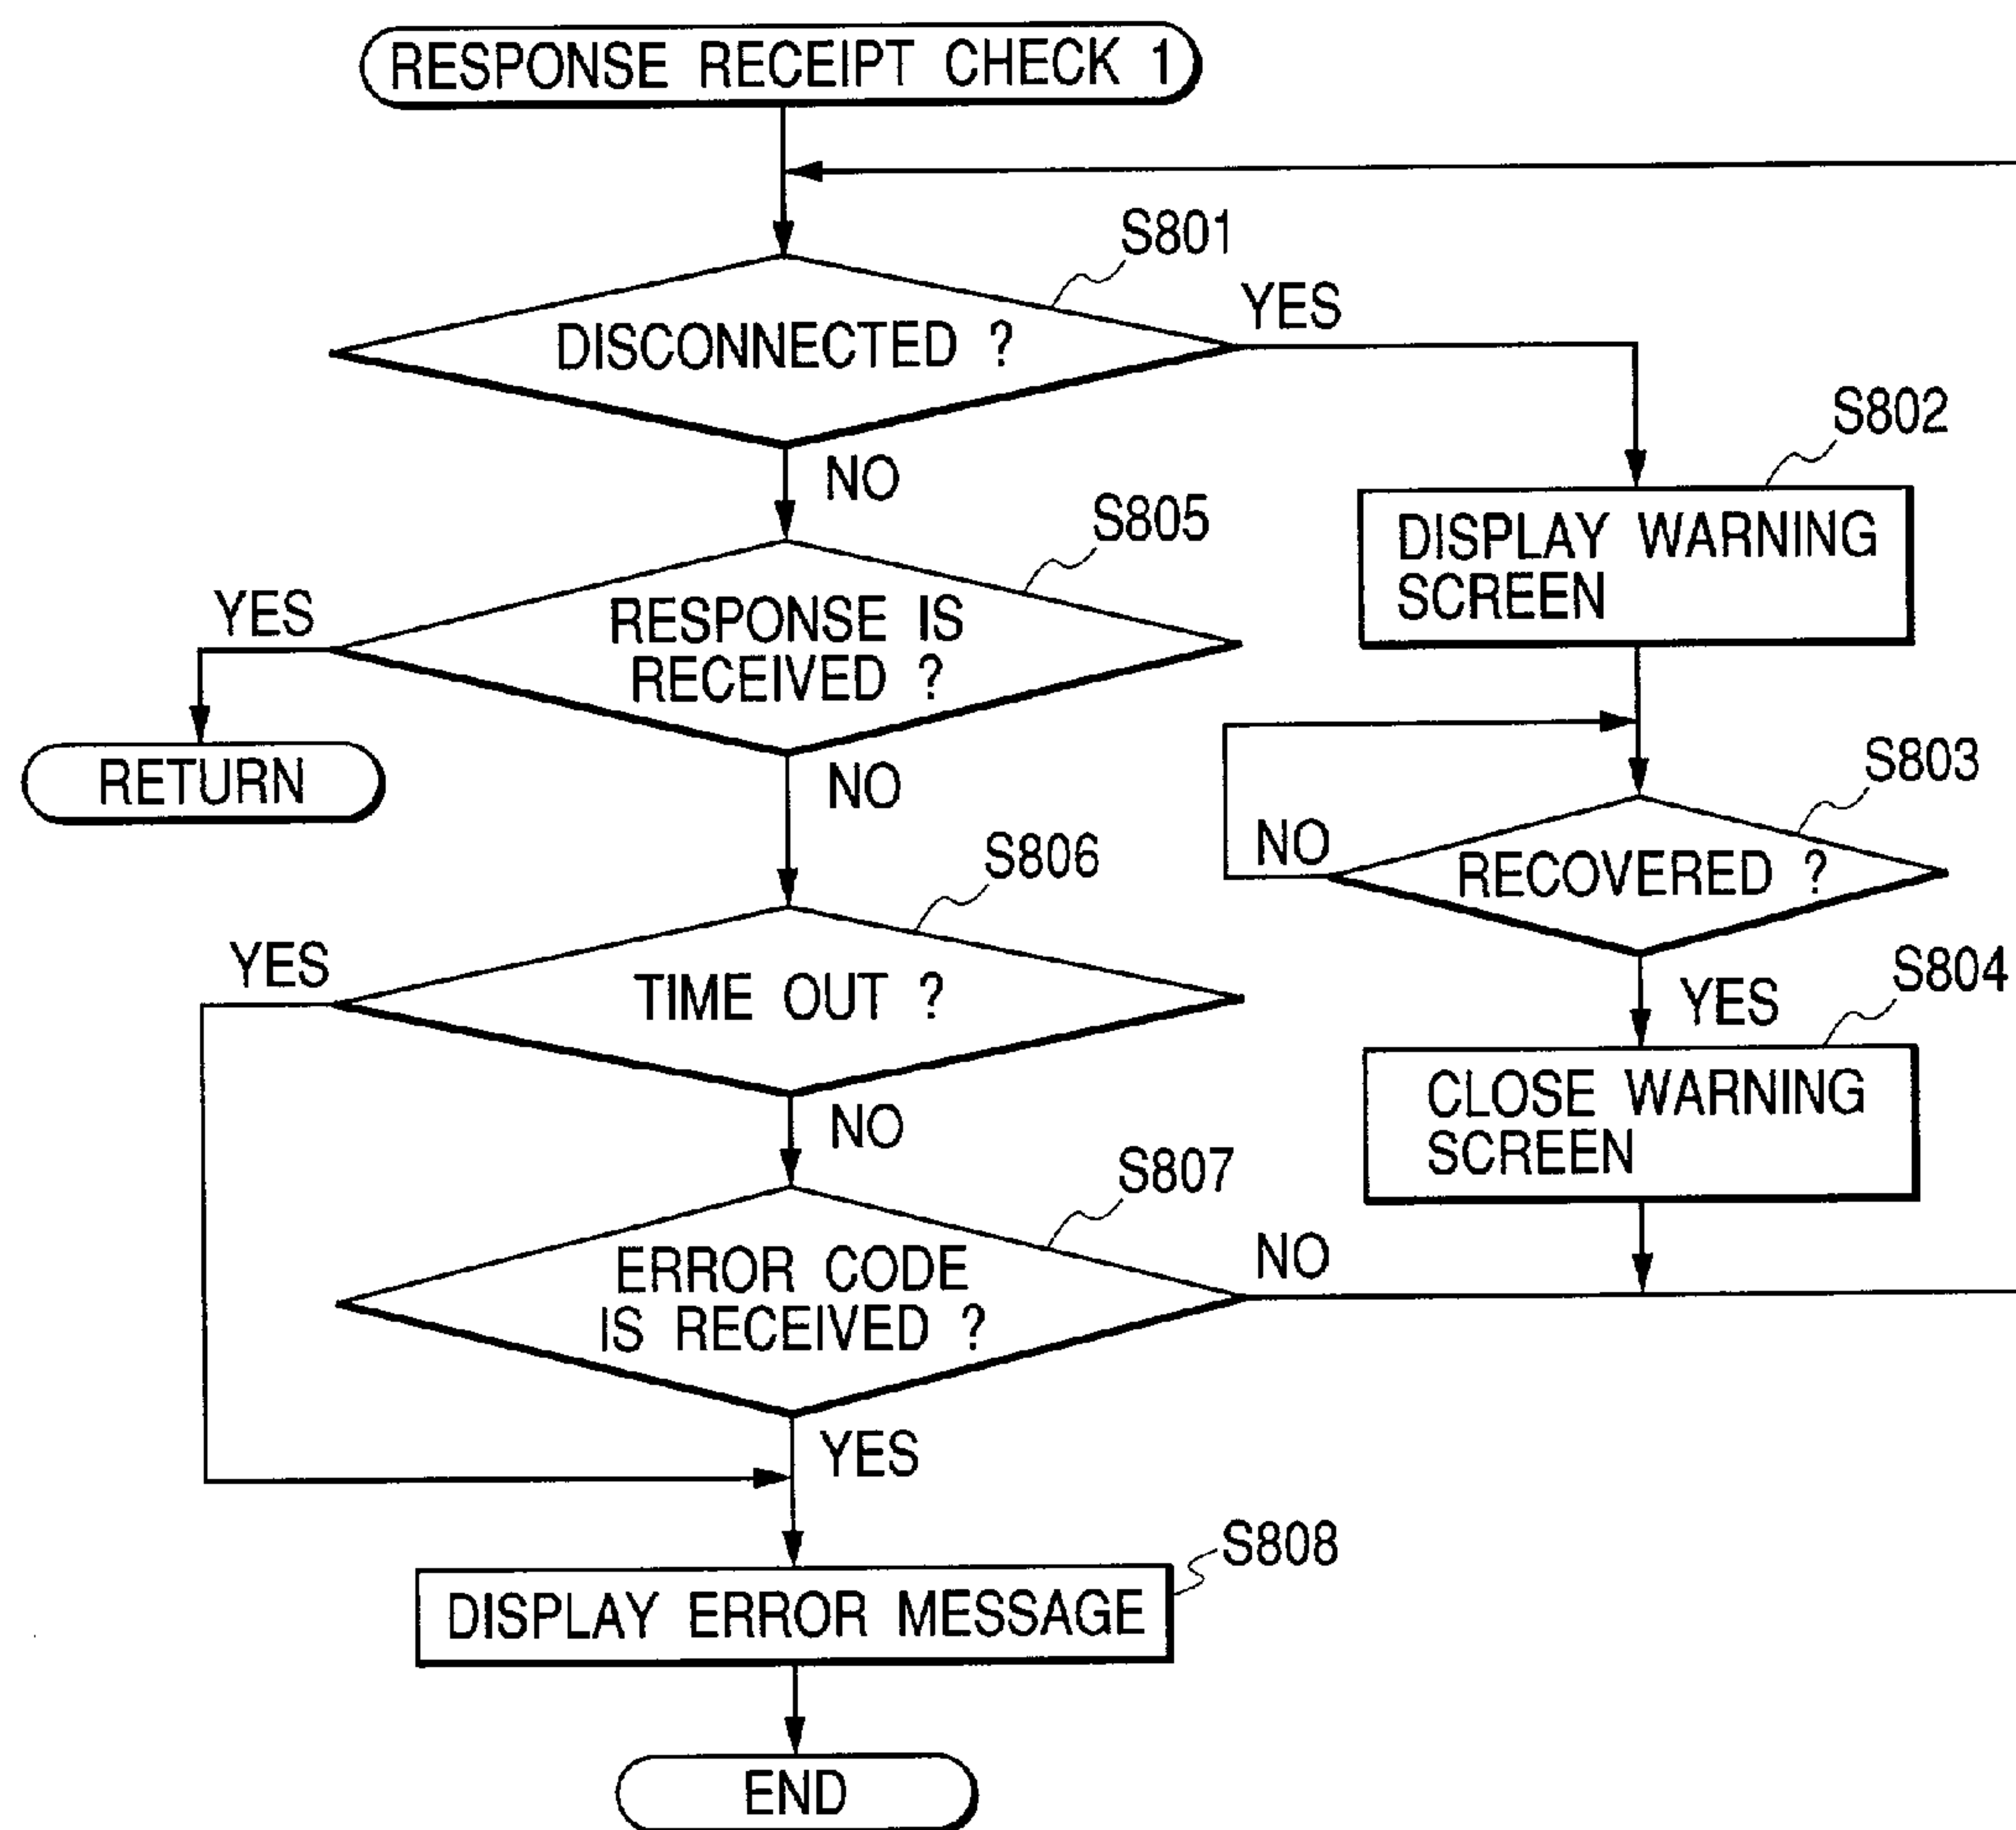 RESPONSE RECEIPT CHECK 1
S801
DISCONNECTED ?
YES
NO
S802
DISPLAY WARNING
SCREEN
S805
RESPONSE IS
RECEIVED ?
YES
RETURN
NO
S803
RECOVERED ?
NO
YES
S806
TIME OUT ?
YES
NO
S804
CLOSE WARNING
SCREEN
S807
ERROR CODE
IS RECEIVED ?
NO
YES
S808
DISPLAY ERROR MESSAGE
END